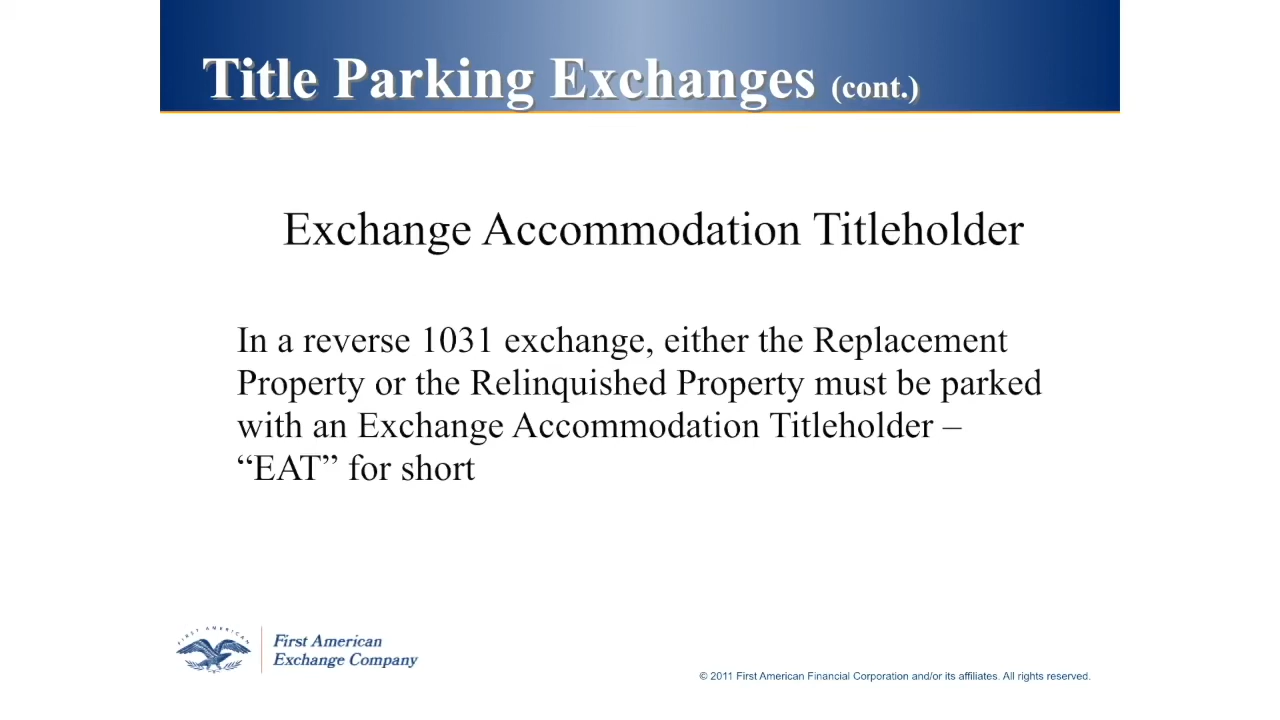 Title Parking Exchanges (cont.)
Exchange Accommodation Titleholder
In a reverse 1031 exchange, either the Replacement
Property or the Relinquished Property must be parked
with an Exchange Accommodation Titleholder –
“EAT” for short
FIRST AMERICAN
First American
Exchange Company
© 2011 First American Financial Corporation and/or its affiliates. All rights reserved.